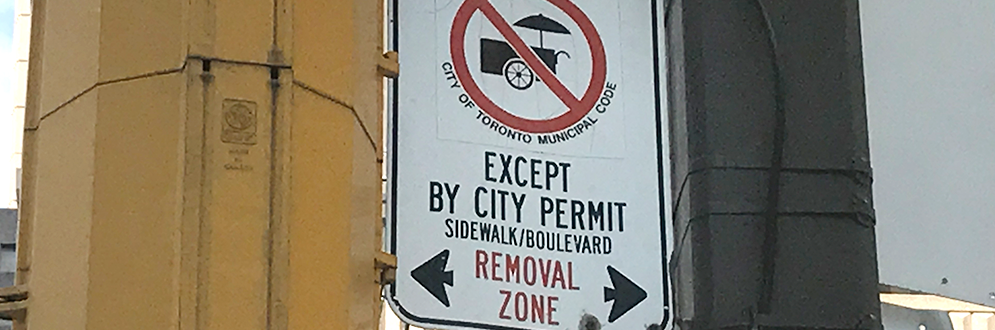 CITY OF TORONTO MUNICIPAL CODE
EXCEPT
BY CITY PERMIT
SIDEWALK/BOULEVARD
REMOVAL
ZONE